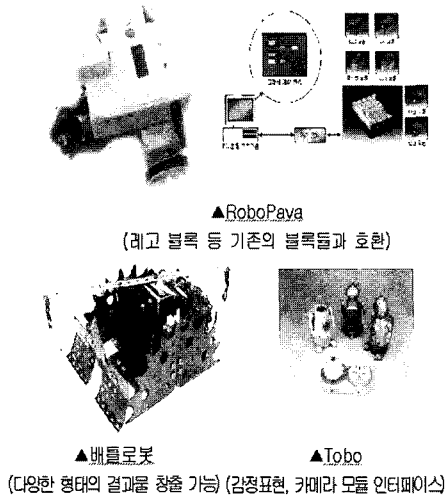 ▲RoboPava
(레고 블록 등 기존의 블록들과 호환)
▲배틀로봇
▲Tobo
(다양한 형태의 결과물 창출 가능) (감정표현, 카메라 모듈 인터페이스)